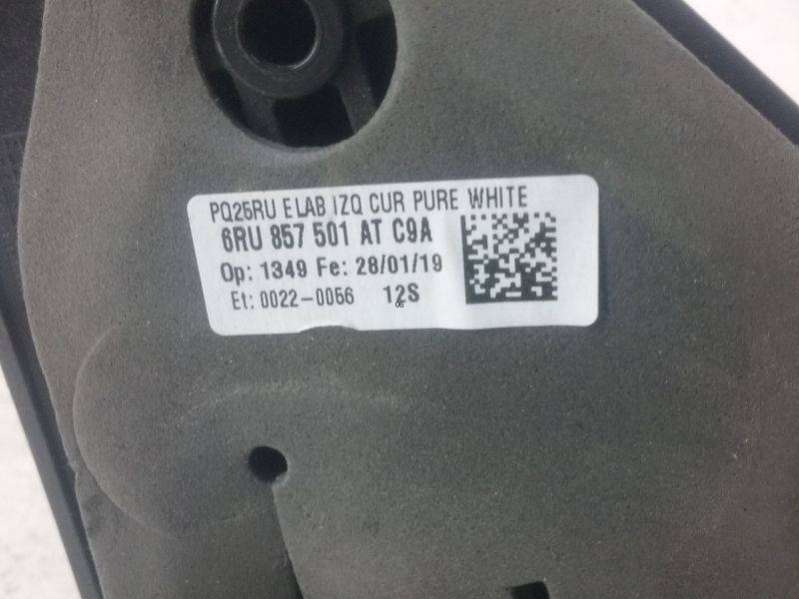 PQ25RU ELAB IZQ CUR PURE WHITE
6RU 857 501 AT C9A
Op: 1349 Fe: 28/01/19
Et: 0022-0056 12S